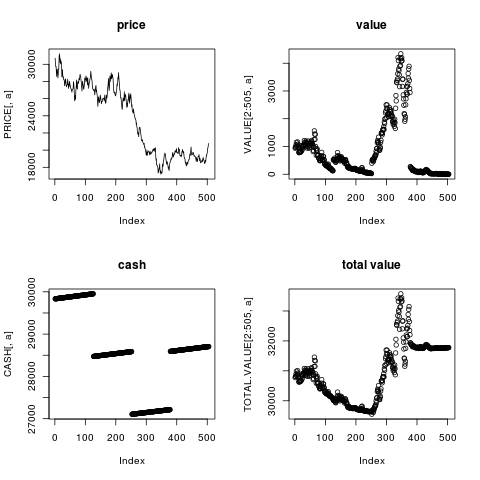 price
PRICE[, a]
18000 22000 26000 30000
0 100 200 300 400 500
Index
value
VALUE[2:505, a]
0 1000 3000
0 100 200 300 400 500
Index
cash
CASH[, a]
27000 28000 29000 30000
0 100 200 300 400 500
Index
total value
TOTAL.VALUE[2:505, a]
30000 32000
0 100 200 300 400 500
Index